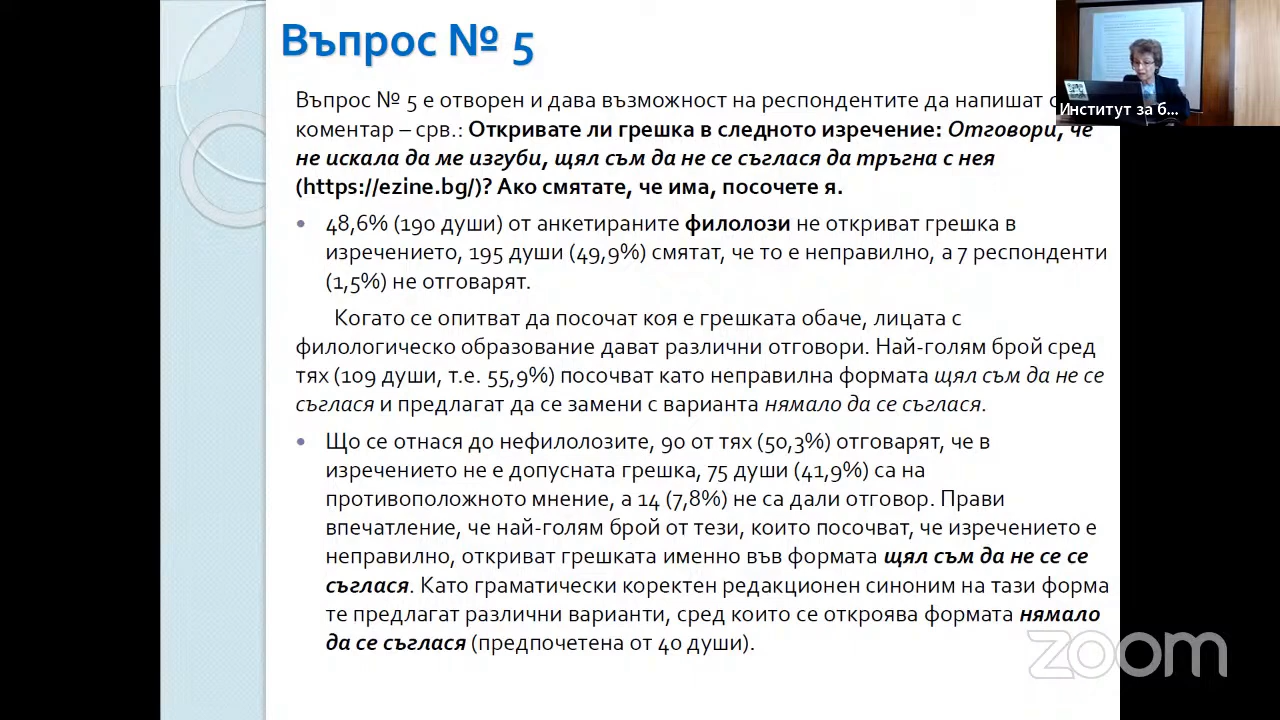 Въпрос № 5
Въпрос № 5 е отворен и дава възможност на респондентите да напишат
коментар – срв.: Откривате ли грешка в следното изречение: Отговори, че
не искала да ме изгуби, щял съм да не се съглася да тръгна с нея
(https://ezine.bg/)? Ако смятате, че има, посочете я.
• 48,6% (190 души) от анкетираните филолози не откриват грешка в
изречението, 195 души (49,9%) смятат, че то е неправилно, а 7 респонденти
(1,5%) не отговарят.
Когато се опитват да посочат коя е грешката обаче, лицата с
филологическо образование дават различни отговори. Най-голям брой сред
тях (109 души, т.е. 55,9%) посочват като неправилна формата щял съм да не се
съглася и предлагат да се замени с варианта нямало да се съглася.
• Що се отнася до нефилолозите, 90 от тях (50,3%) отговарят, че в
изречението не е допусната грешка, 75 души (41,9%) са на
противоположното мнение, а 14 (7,8%) не са дали отговор. Прави
впечатление, че най-голям брой от тези, които посочват, че изречението е
неправилно, откриват грешката именно във формата щял съм да не се се
съглася. Като граматически коректен редакционен синоним на тази форма
те предлагат различни варианти, сред които се откроява формата нямало
да се съглася (предпочетена от 40 души).
Институт за б...
zoom